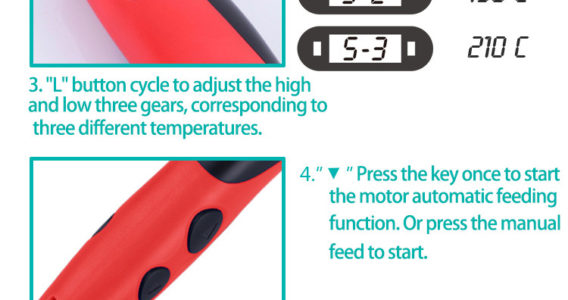 S-3 210 C
3. "L" button cycle to adjust the high
and low three gears, corresponding to
three different temperatures.
4." ▼ " Press the key once to start
the motor automatic feeding
function. Or press the manual
feed to start.